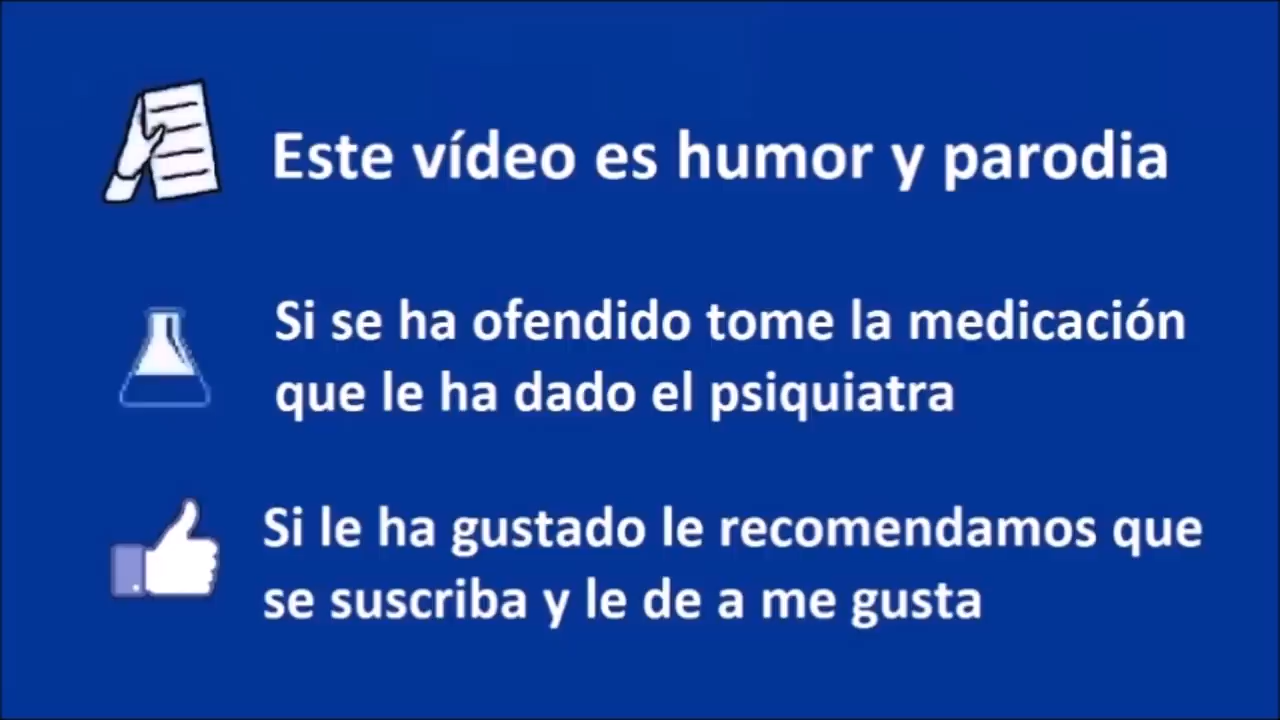 Este vídeo es humor y parodia
Si se ha ofendido tome la medicación
que le ha dado el psiquiatra
Si le ha gustado le recomendamos que
se suscriba y le de a me gusta